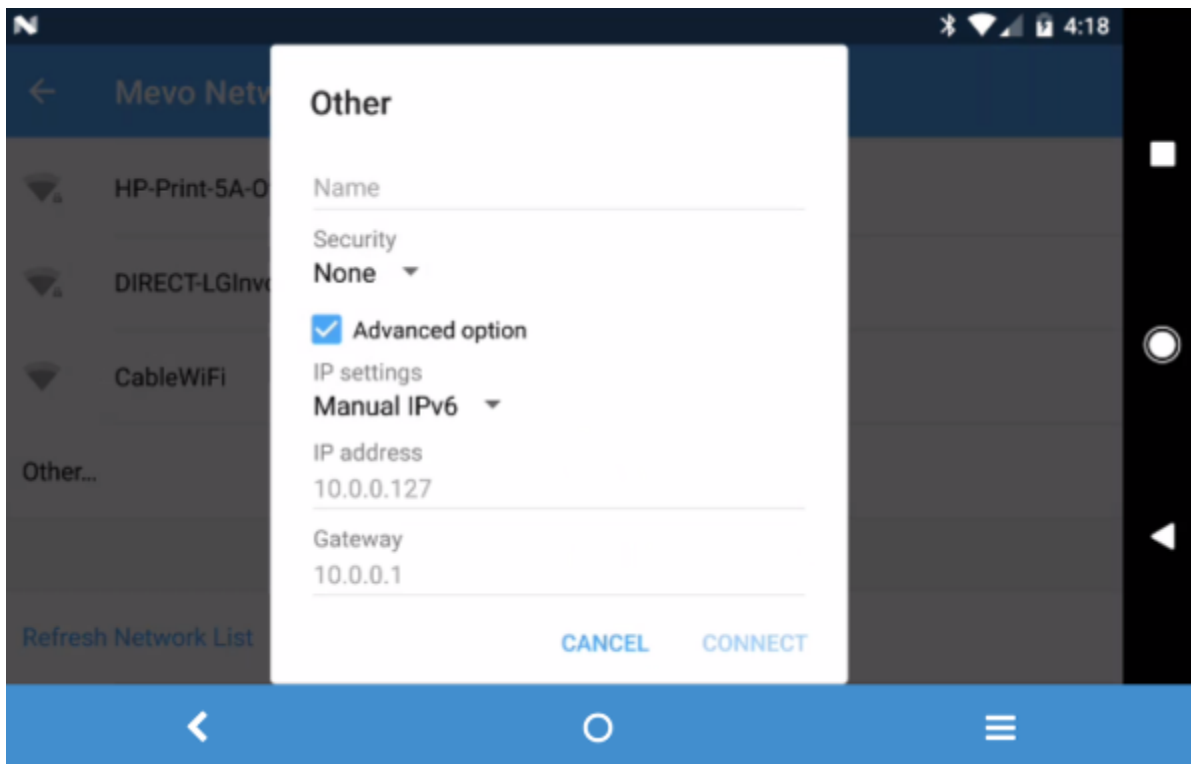 4:18
Mevo Netw
Other
HP-Print-5A-O
Name
Security
None
DIRECT-LGInvo
Advanced option
IP settings
CableWiFi
Manual IPv6
IP address
Other...
10.0.0.127
Gateway
10.0.0.1
Refresh Network List
CANCEL CONNECT